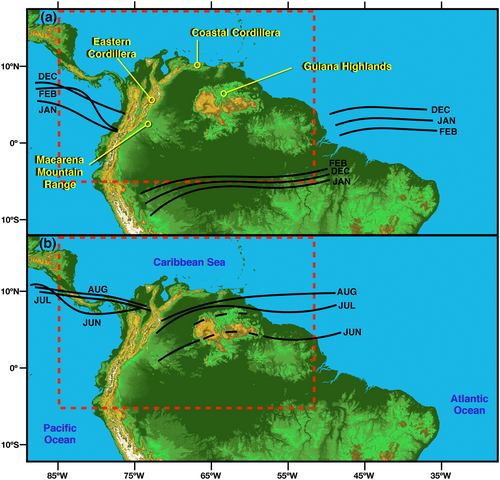 (a)
Coastal Cordillera
Eastern
Cordillera
Guiana Highlands
10°N
DEC
FEB
JAN
DEC
JAN
FEB
0°
Macarena
Mountain
Range
FEB
DEC
JAN
10°S
(b)
Caribbean Sea
AUG
JUL
JUN
AUG
JUL
JUN
10°N
0°
Atlantic
Ocean
Pacific
Ocean
10°S
85°W 75°W 65°W 55°W 45°W 35°W